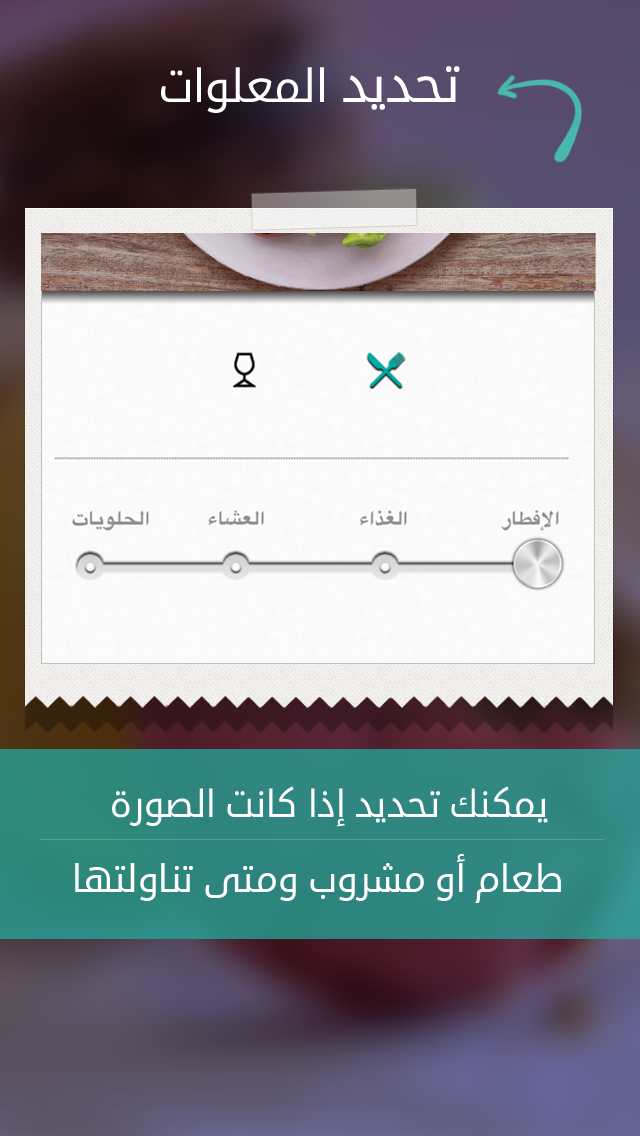 تحديد المعلوات
الإفطار الغذاء العشاء الحلويات
يمكنك تحديد إذا كانت الصورة
طعام أو مشروب ومتى تناولتها